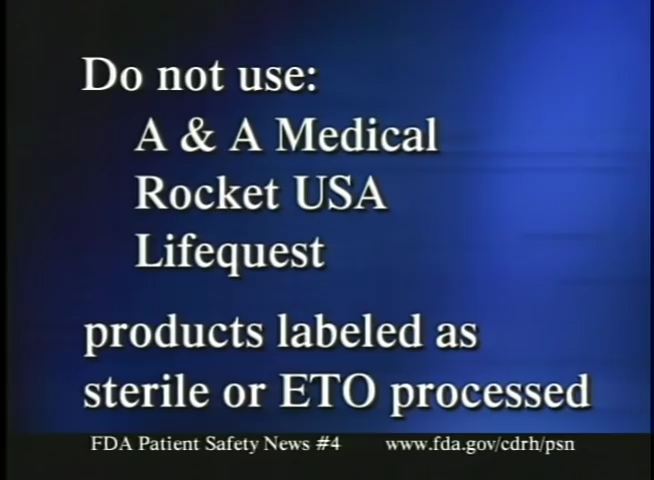 Do not use:
A & A Medical
Rocket USA
Lifequest
products labeled as
sterile or ETO processed
FDA Patient Safety News #4 www.fda.gov/cdrh/psn